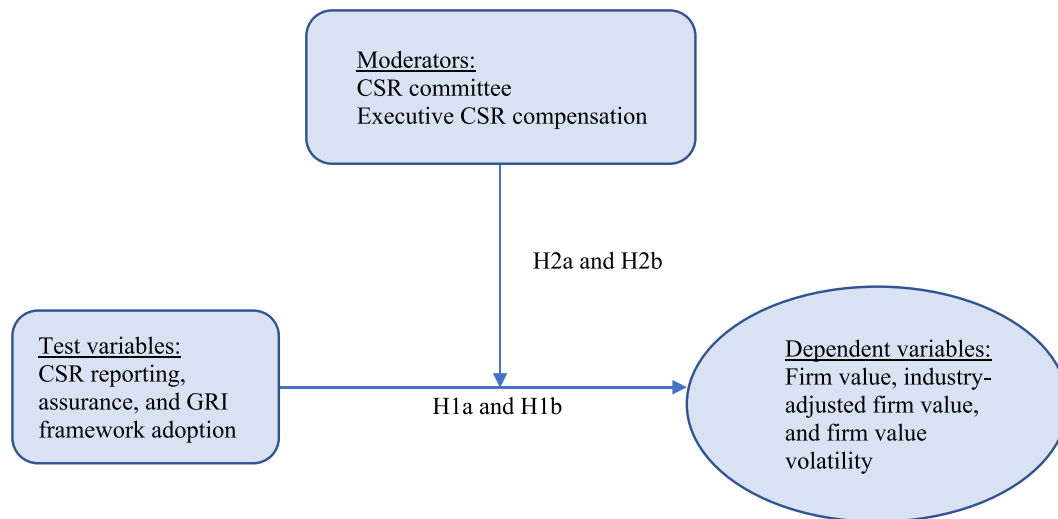 Moderators:
CSR committee
Executive CSR compensation
H2a and H2b
Test variables:
CSR reporting,
assurance, and GRI
framework adoption
H1a and H1b
Dependent variables:
Firm value, industry-
adjusted firm value,
and firm value
volatility